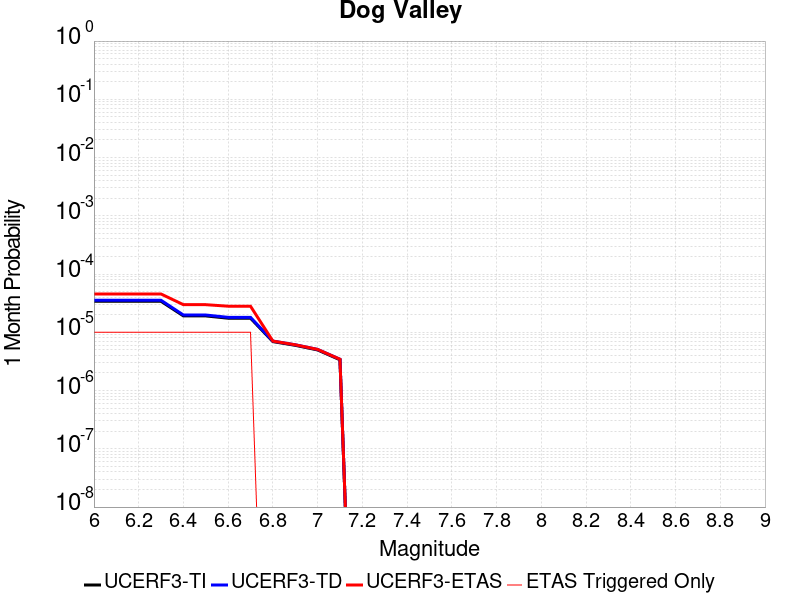 Dog Valley
10 0
10 -1
10 -2
10 -3
10 -4
10 -5
10 -6
10 -7
10 -8
1 Month Probability
6 6.2 6.4 6.6 6.8 7 7.2 7.4 7.6 7.8 8 8.2 8.4 8.6 8.8 9
Magnitude
UCERF3-TI UCERF3-TD UCERF3-ETAS ETAS Triggered Only